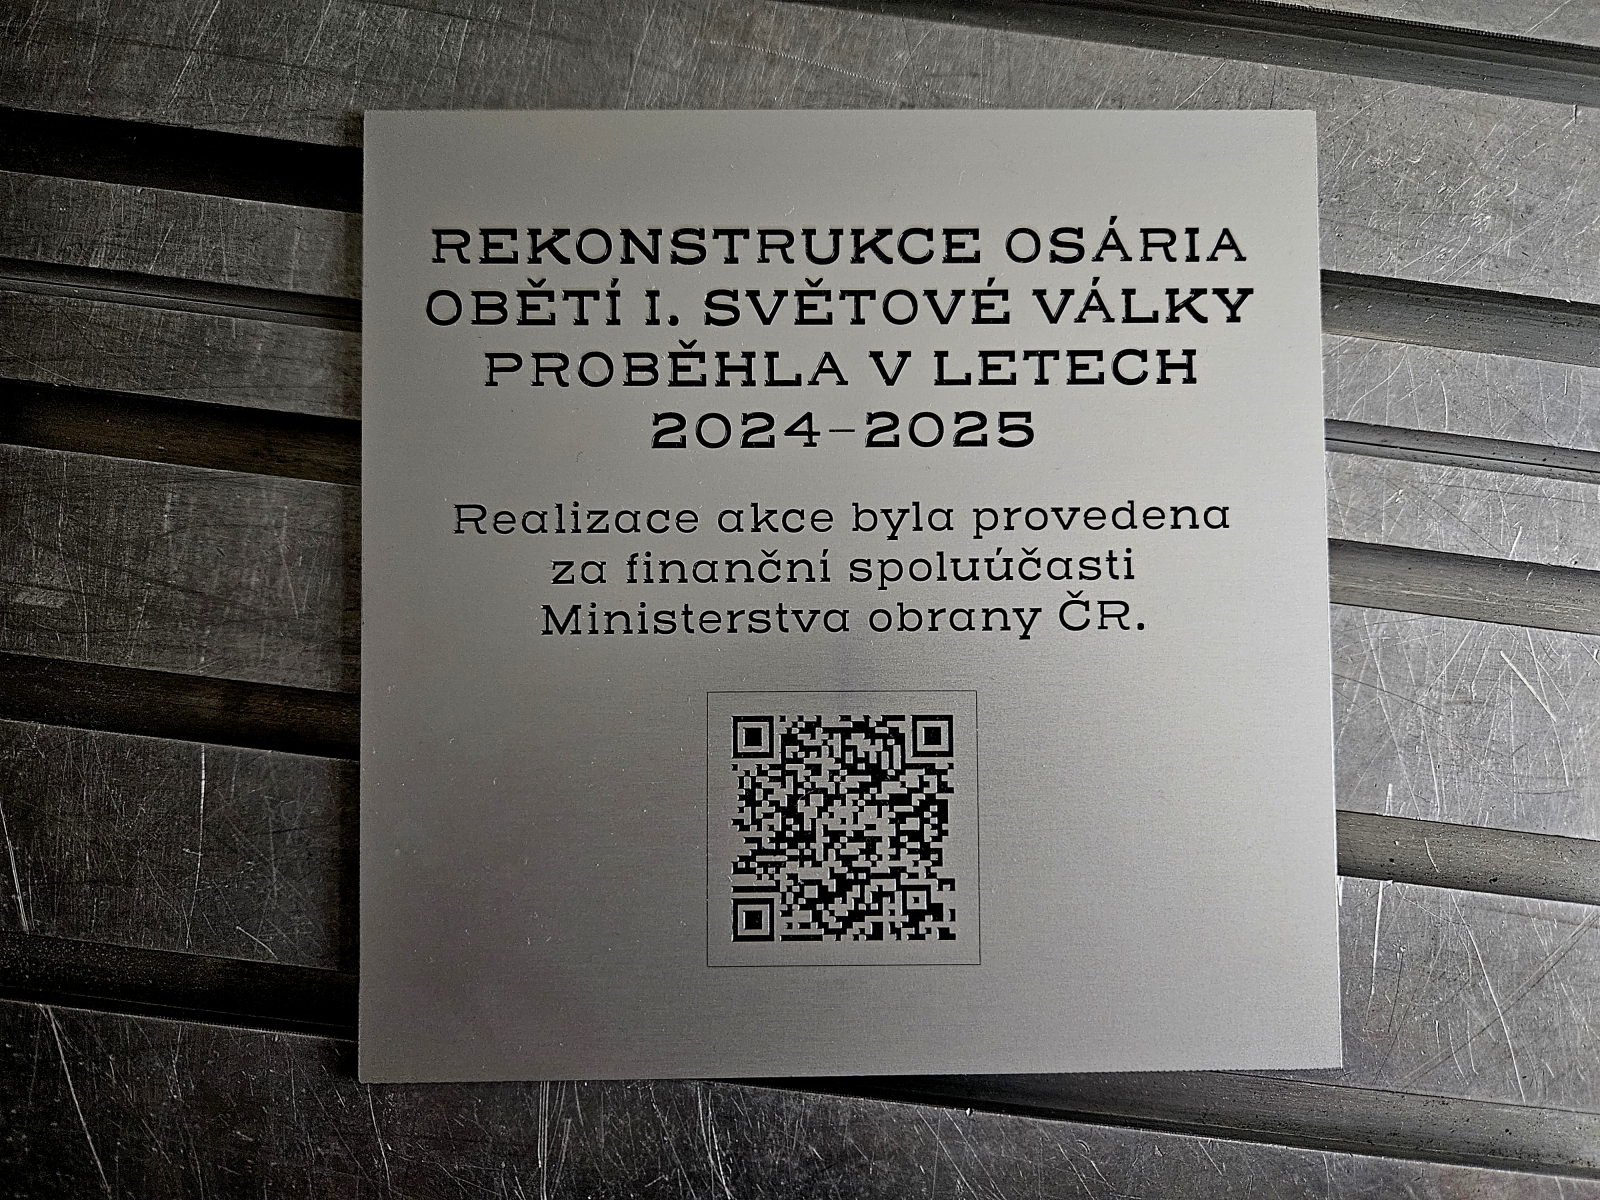 REKONSTRUKCE OSÁRIA
OBĚTÍ I. SVĚTOVÉ VÁLKY
PROBĚHLA V LETECH
2024–2025
Realizace akce byla provedena
za finanční spoluúčasti
Ministerstva obrany ČR.